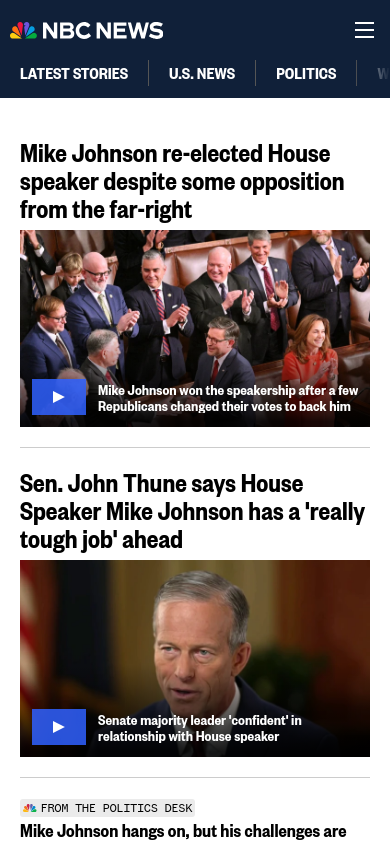 NBC NEWS
LATEST STORIES
U.S. NEWS
POLITICS
Mike Johnson re-elected House
speaker despite some opposition
from the far-right
Mike Johnson won the speakership after a few
Republicans changed their votes to back him
Sen. John Thune says House
Speaker Mike Johnson has a 'really
tough job' ahead
Senate majority leader 'confident' in
relationship with House speaker
FROM THE POLITICS DESK
Mike Johnson hangs on, but his challenges are